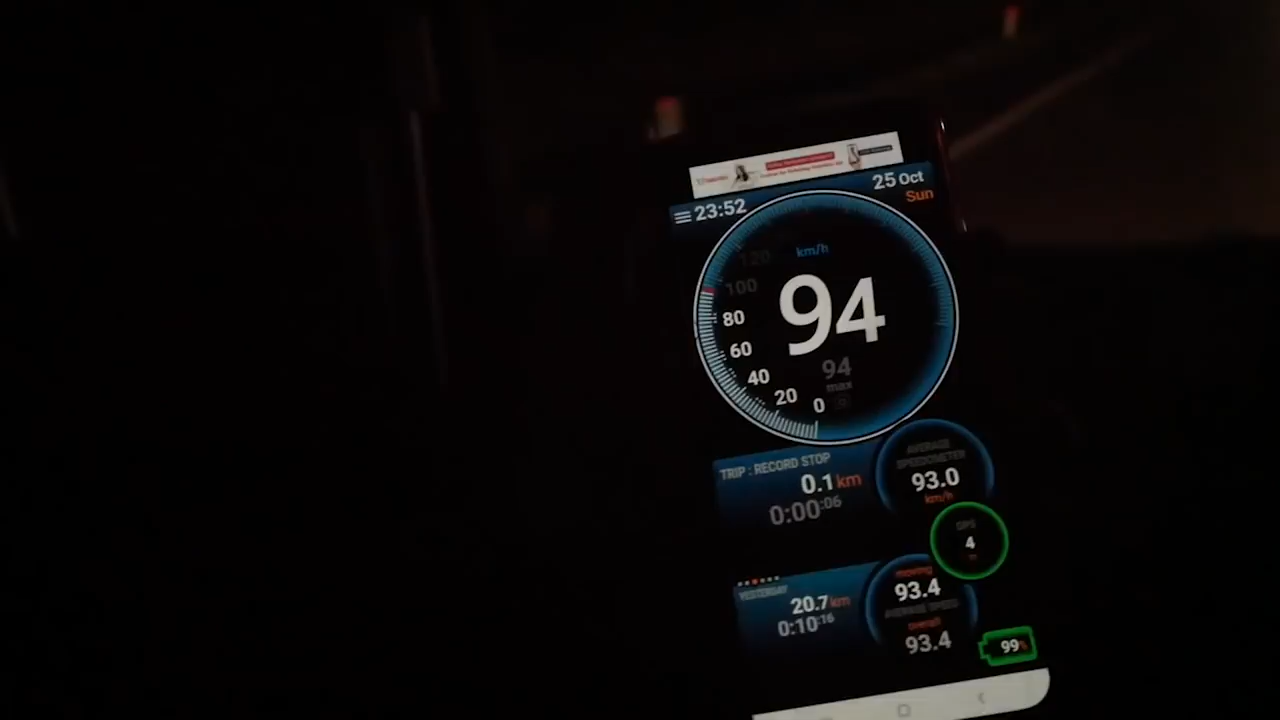 25 Oct
Sun
23:52
km/h
120
100
80
60
40
20
0
94
94
max
TRIP : RECORD STOP
0.1 km
0:00:06
AVERAGE
SPEEDOMETER
93.0
km/h
GPS
4
m
YESTERDAY
20.7 km
0:10:16
moving
93.4
AVERAGE SPEED
overall
93.4
99%